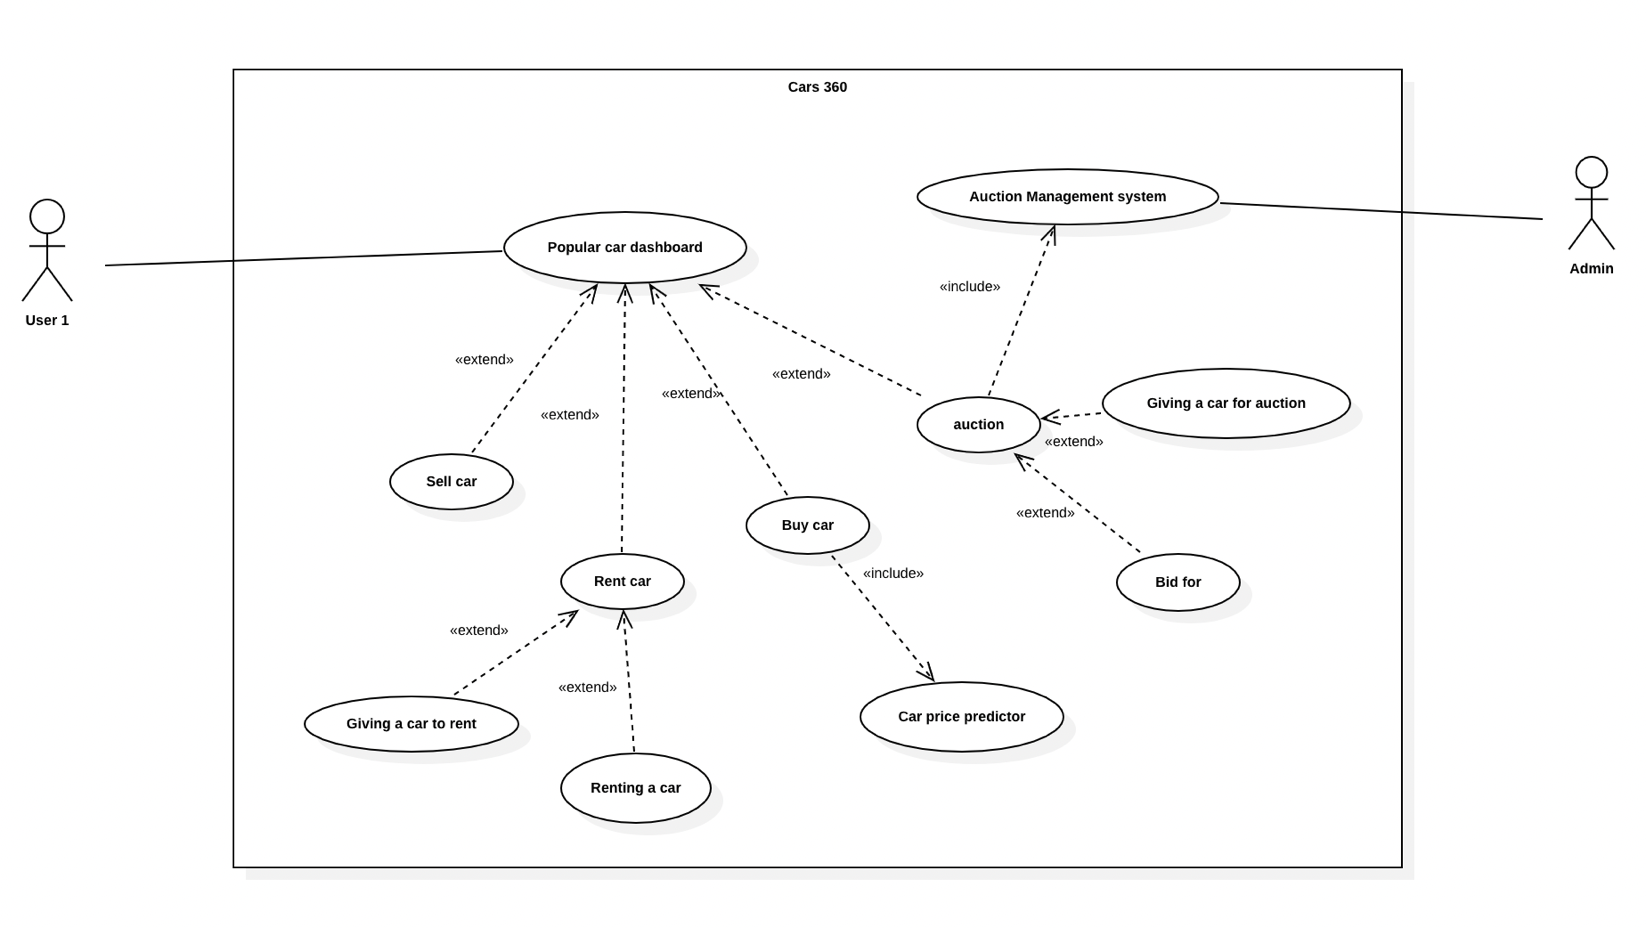 Cars 360
Auction Management system
Popular car dashboard
Admin
«include»
User 1
«extend»
«extend»
«extend»
Giving a car for auction
«extend»
auction
«extend»
Sell car
«extend»
Buy car
«include»
Rent car
Bid for
«extend»
«extend»
Car price predictor
Giving a car to rent
Renting a car